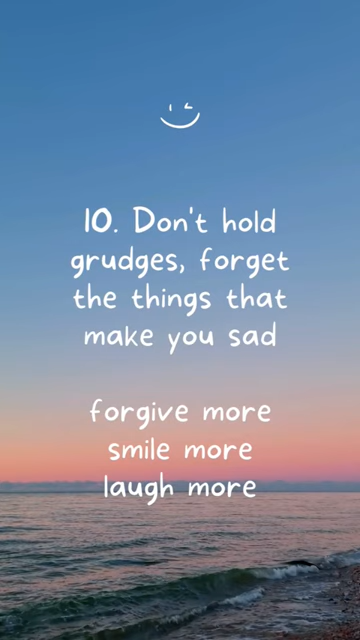 10. Don't hold
grudges, forget
the things that
make you sad
forgive more
smile more
laugh more